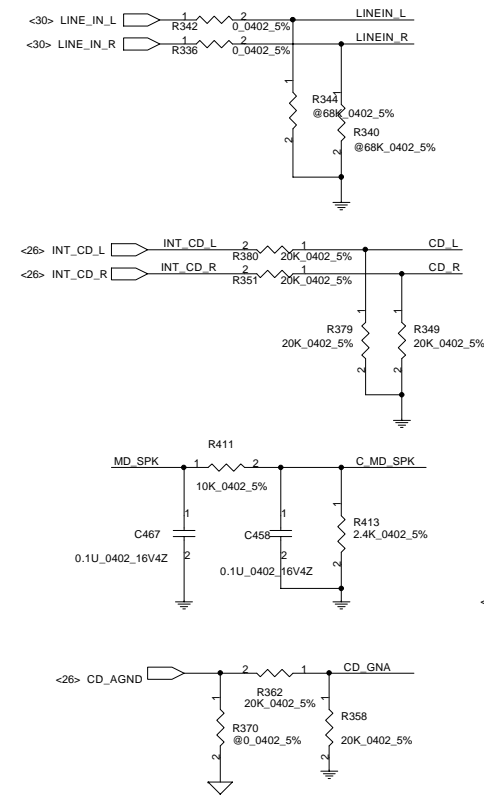 <30> LINE_IN_L 1 2 LINEIN_L
R342 0_0402_5%
<30> LINE_IN_R 1 2 LINEIN_R
R336 0_0402_5%
1
1
R344
@68K_0402_5%
R340
@68K_0402_5%
2
2
<26> INT_CD_L INT_CD_L 2 1 CD_L
R380 20K_0402_5%
<26> INT_CD_R INT_CD_R 2 1 CD_R
R351 20K_0402_5%
1
1
R379 R349
20K_0402_5% 20K_0402_5%
2
2
R411
MD_SPK 1 2 C_MD_SPK
10K_0402_5%
1
1
1
C467 C458 R413
2.4K_0402_5%
2
2
2
0.1U_0402_16V4Z
0.1U_0402_16V4Z
<
<26> CD_AGND 2 1 CD_GNA
R362
20K_0402_5%
1
1
R370
@0_0402_5%
R358
20K_0402_5%
2
2